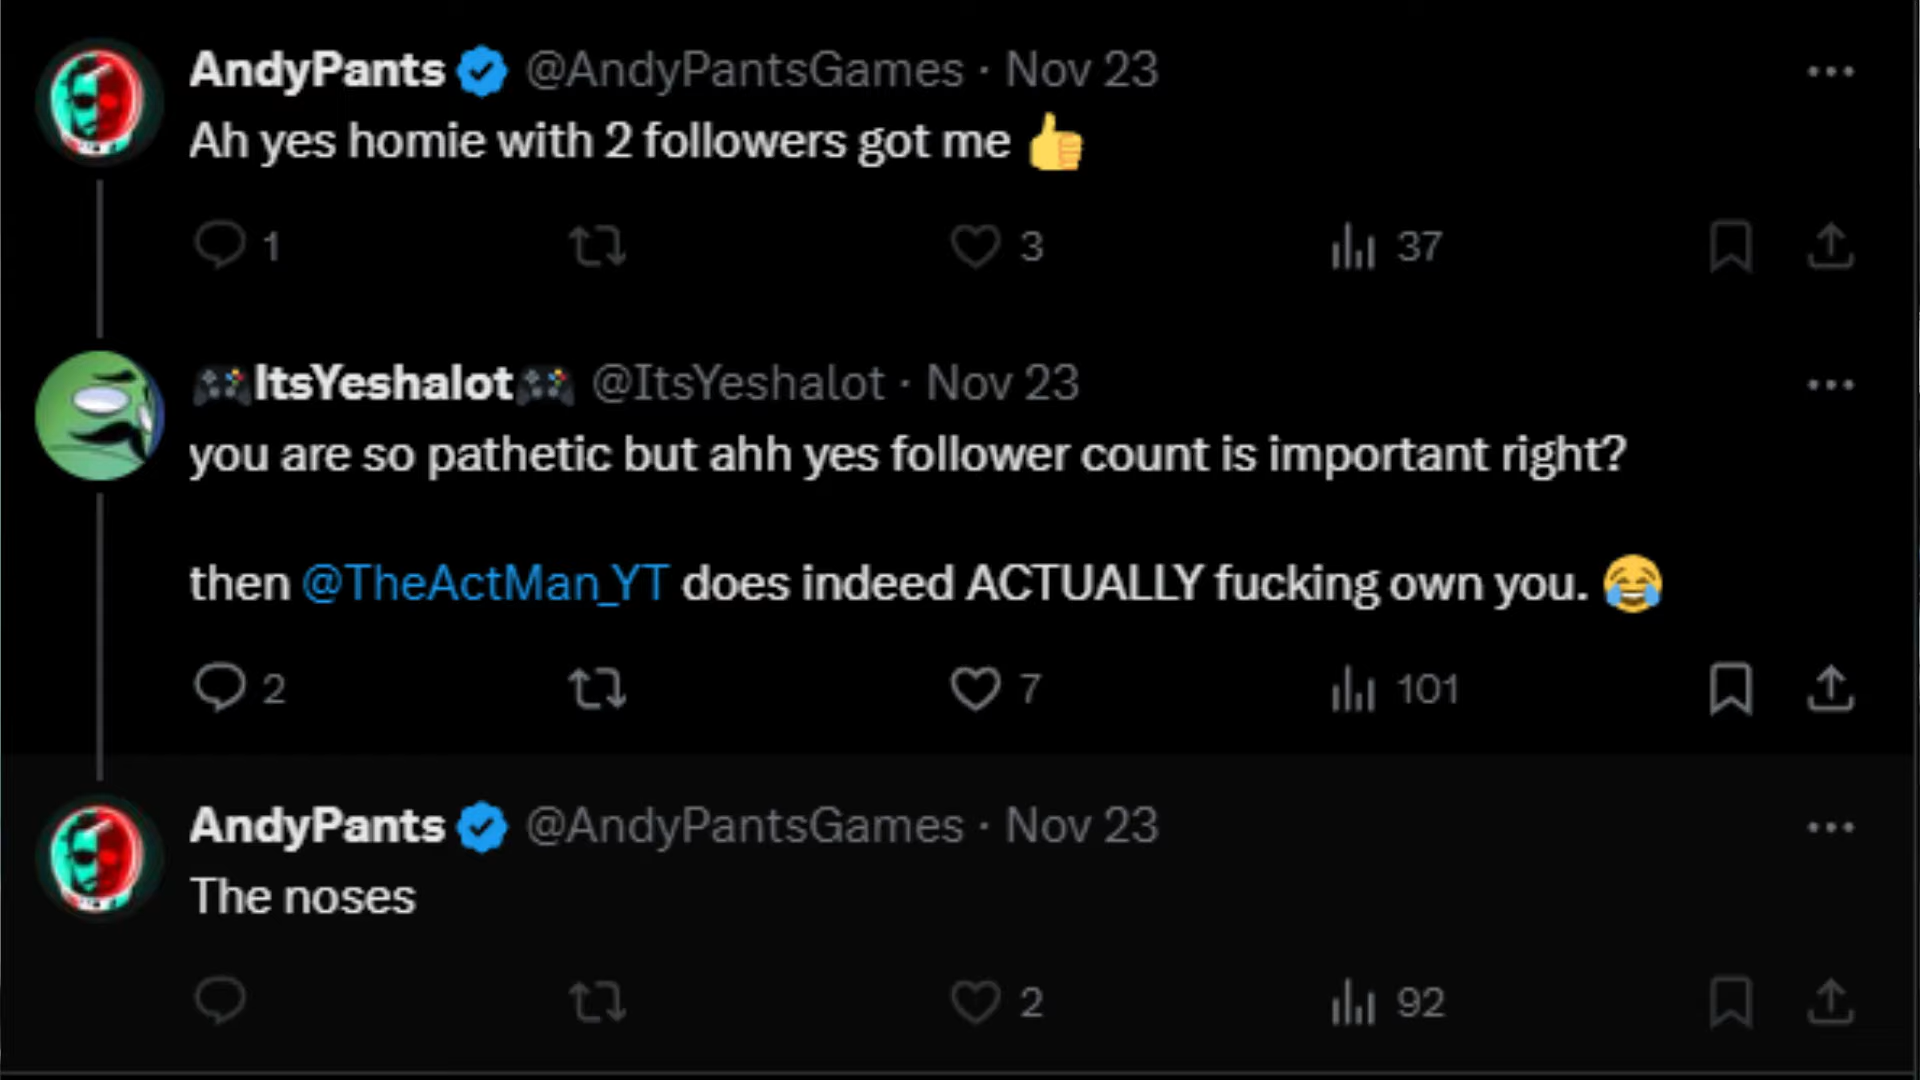 AndyPants @AndyPantsGames · Nov 23
Ah yes homie with 2 followers got me 👍
1 3 37
🎮ItsYeshalot🎮 @ItsYeshalot · Nov 23
you are so pathetic but ahh yes follower count is important right?
then @TheActMan_YT does indeed ACTUALLY fucking own you. 😂
2 7 101
AndyPants @AndyPantsGames · Nov 23
The noses
2 92